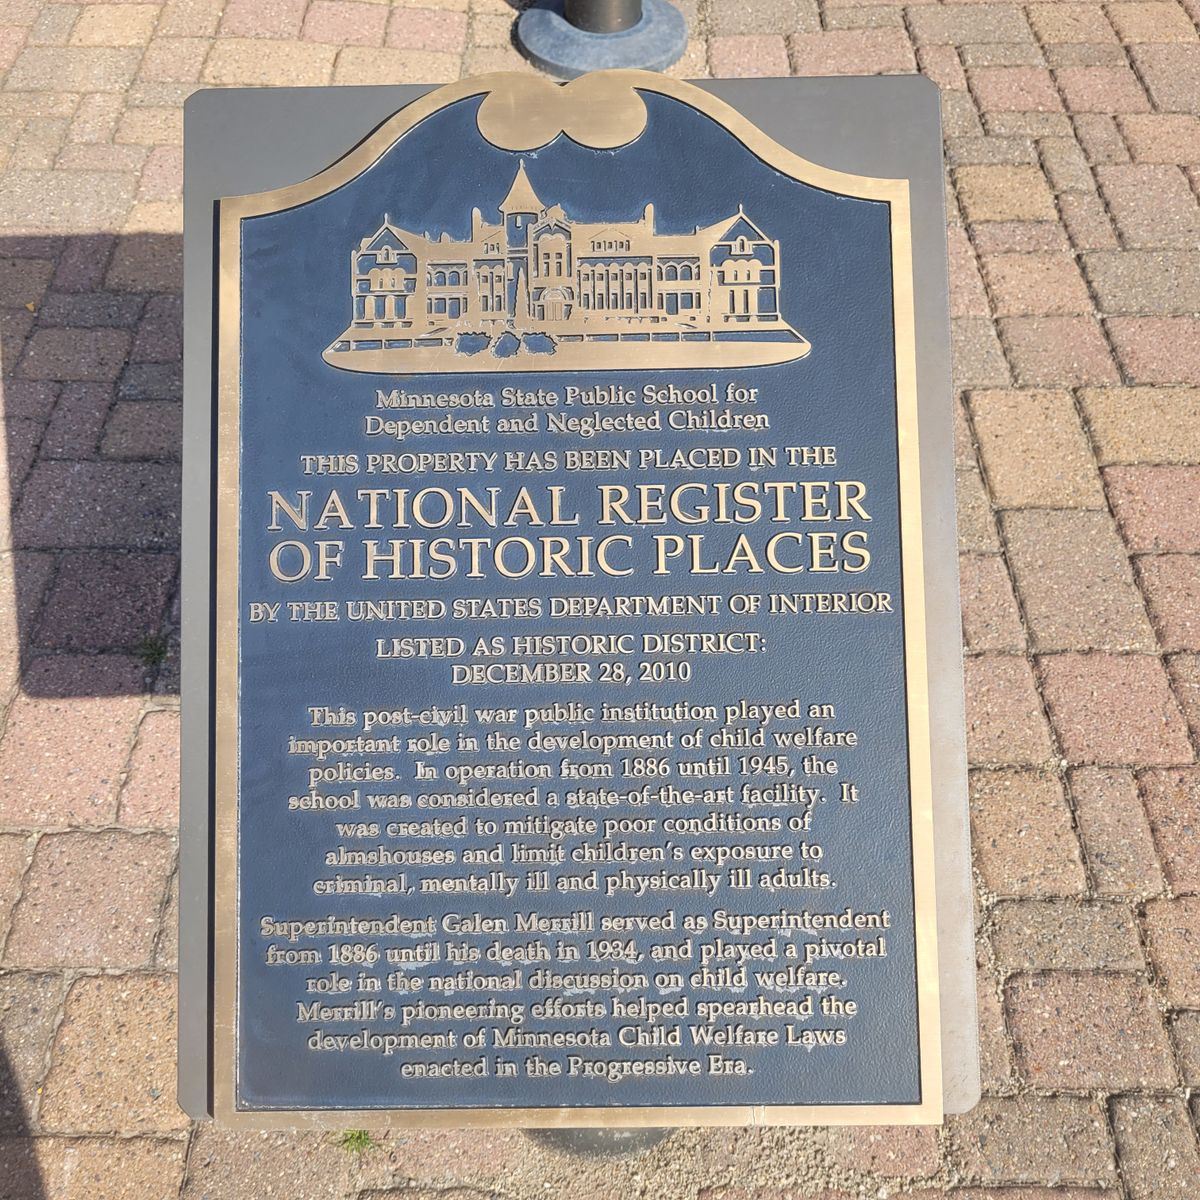 Minnesota State Public School for
Dependent and Neglected Children
THIS PROPERTY HAS BEEN PLACED IN THE
NATIONAL REGISTER
OF HISTORIC PLACES
BY THE UNITED STATES DEPARTMENT OF INTERIOR
LISTED AS HISTORIC DISTRICT:
DECEMBER 28, 2010
This post-civil war public institution played an
important role in the development of child welfare
policies. In operation from 1886 until 1945, the
school was considered a state-of-the-art facility. It
was created to mitigate poor conditions of
almshouses and limit children's exposure to
criminal, mentally ill and physically ill adults.
Superintendent Galen Merrill served as Superintendent
from 1886 until his death in 1934, and played a pivotal
role in the national discussion on child welfare.
Merrill's pioneering efforts helped spearhead the
development of Minnesota Child Welfare Laws
enacted in the Progressive Era.